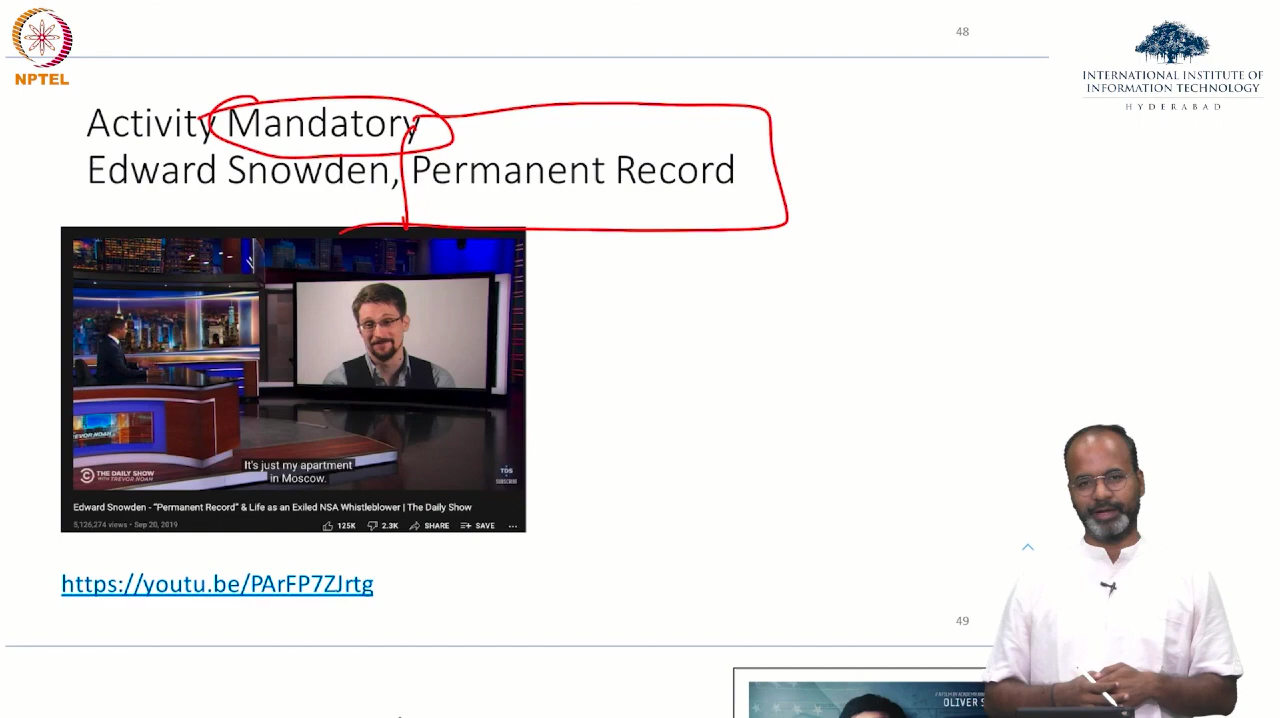 48
NPTEL
INTERNATIONAL INSTITUTE OF
INFORMATION TECHNOLOGY
HYDERABAD
Activity Mandatory
Edward Snowden, Permanent Record
It's just my apartment
in Moscow.
THE DAILY SHOW
WITH TREVOR NOAH
TDS
SUBSCRIBE
TREVOR NOAH
Edward Snowden - "Permanent Record" & Life as an Exiled NSA Whistleblower | The Daily Show
5,126,274 views • Sep 20, 2019
125K 2.3K SHARE SAVE ...
https://youtu.be/PArFP7ZJrtg
49
OLIVER S